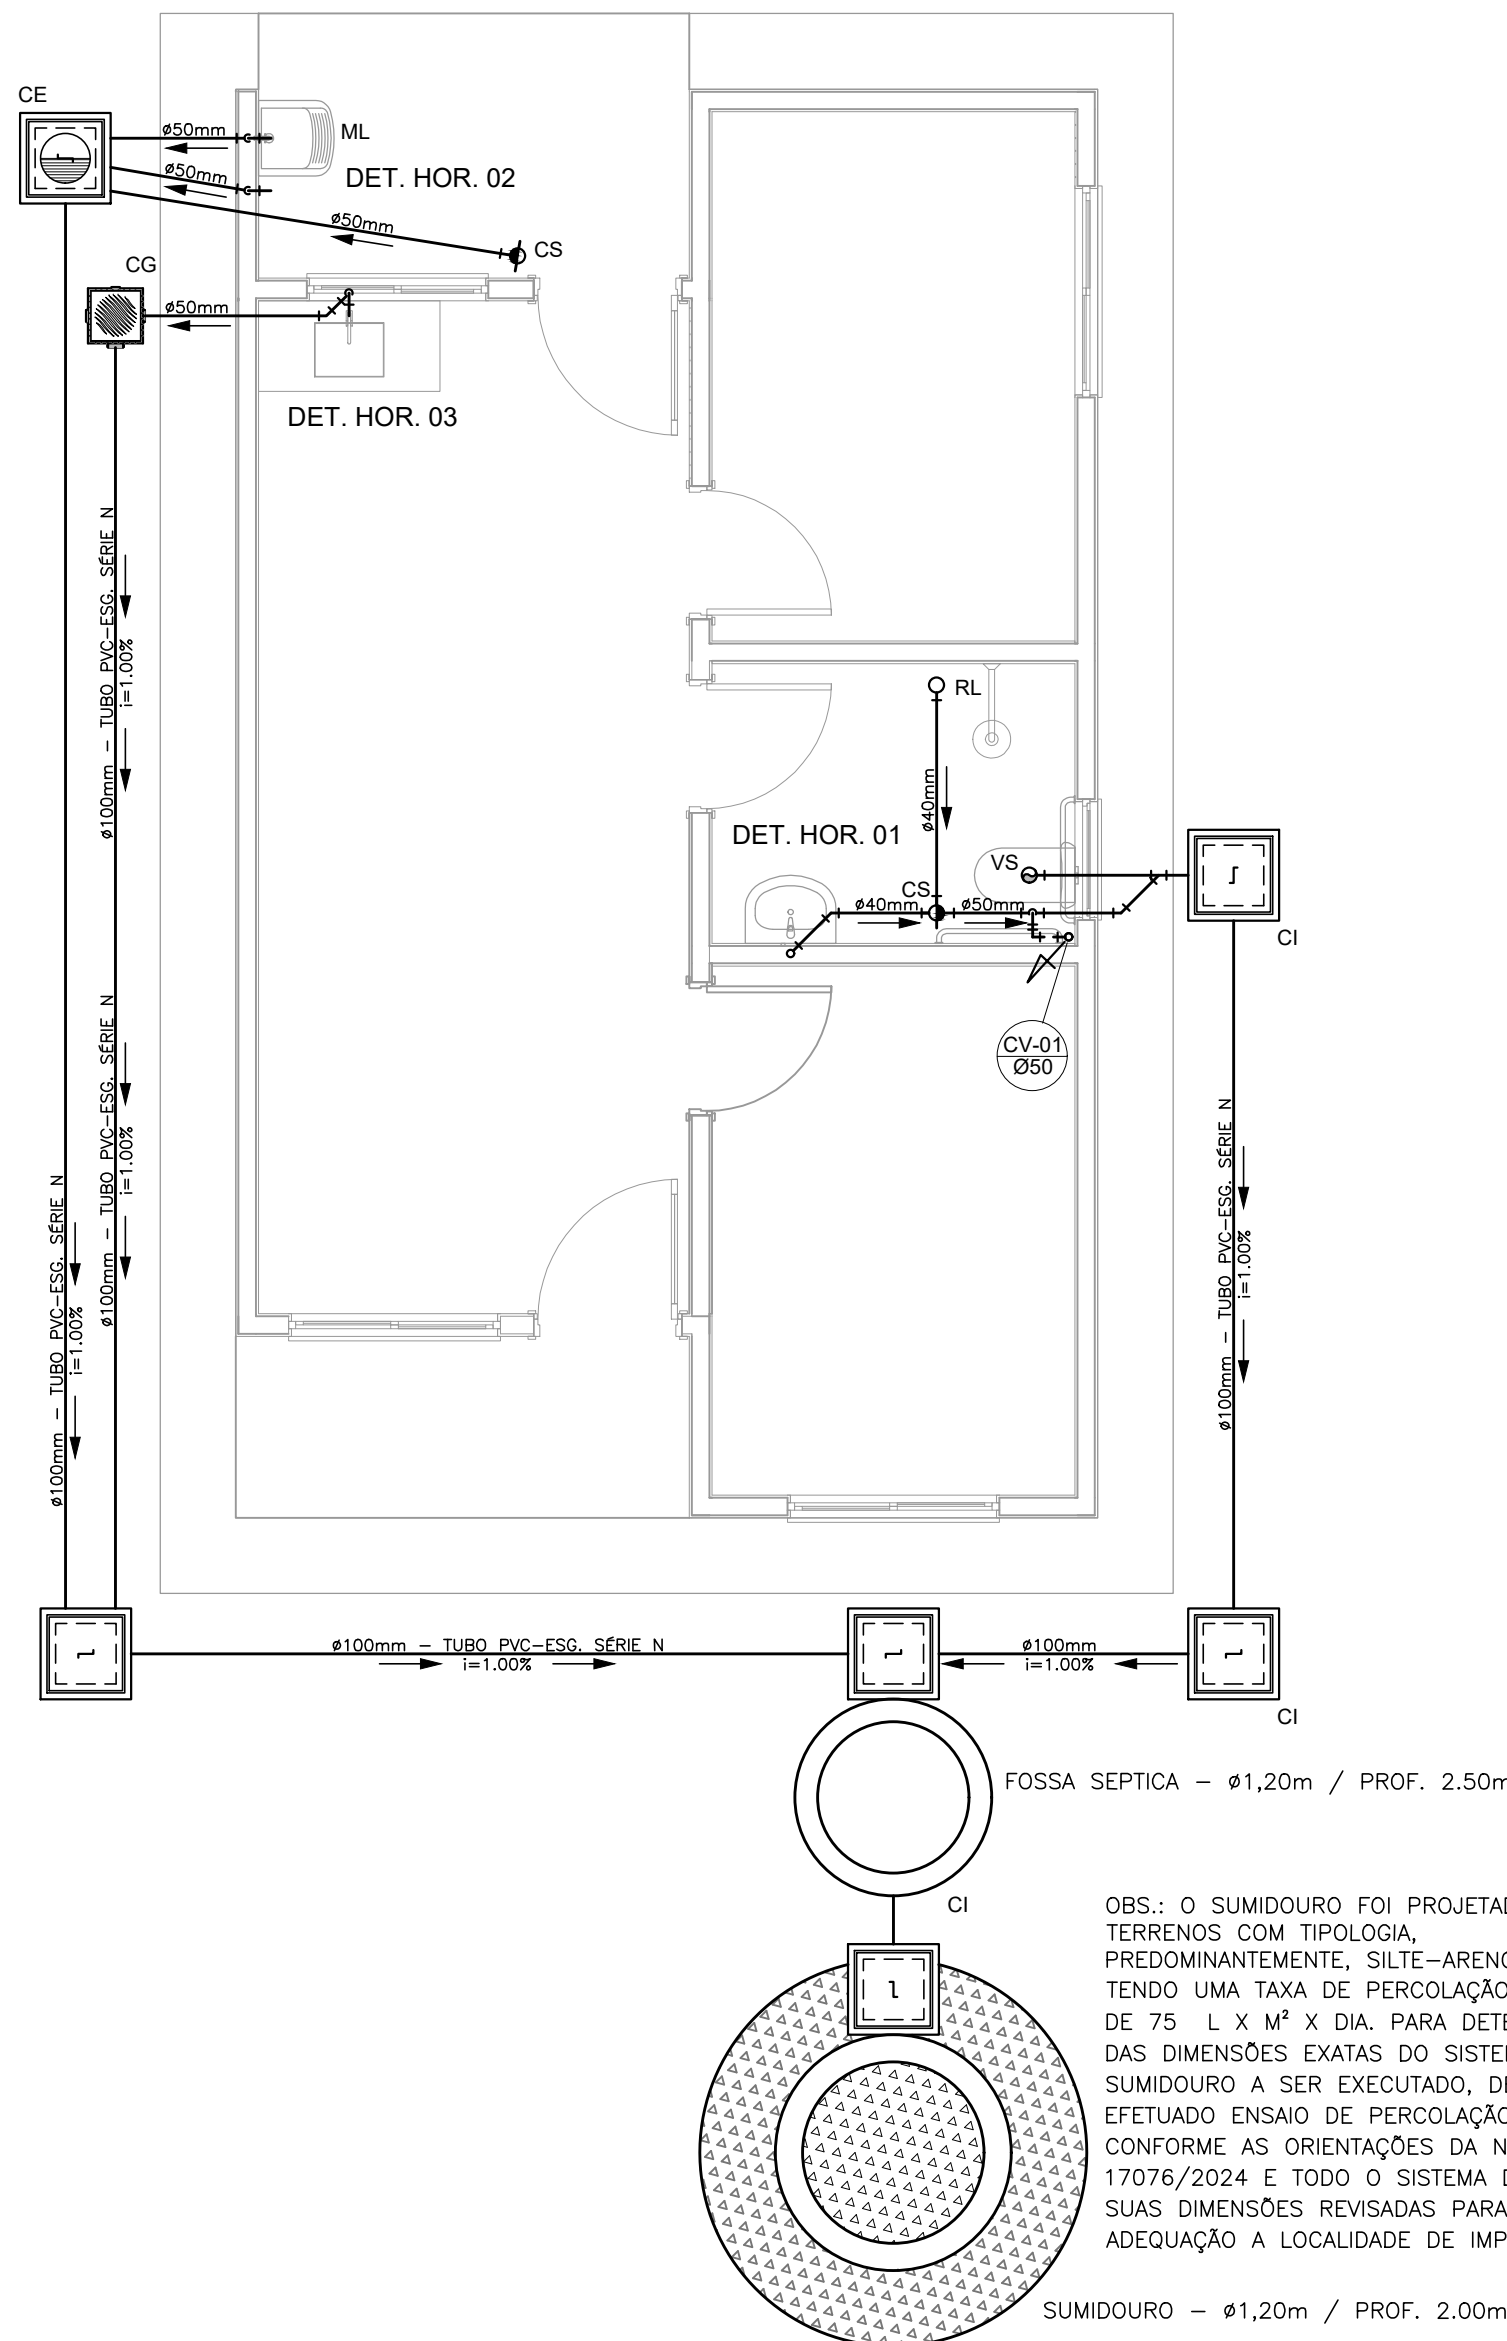 CE
ø50mm
ML
DET. HOR. 02
ø50mm
ø50mm
CS
CG
ø50mm
DET. HOR. 03
ø100mm – TUBO PVC–ESG. SÉRIE N
i=1.00%
RL
ø40mm
DET. HOR. 01
VS
CS
ø40mm
ø50mm
CI
CV-01
Ø50
ø100mm – TUBO PVC–ESG. SÉRIE N
i=1.00%
ø100mm – TUBO PVC–ESG. SÉRIE N
i=1.00%
ø100mm – TUBO PVC–ESG. SÉRIE N
i=1.00%
ø100mm – TUBO PVC–ESG. SÉRIE N
i=1.00%
ø100mm
i=1.00%
CI
FOSSA SEPTICA – ø1,20m / PROF. 2.50m
CI
OBS.: O SUMIDOURO FOI PROJETAD
TERRENOS COM TIPOLOGIA,
PREDOMINANTEMENTE, SILTE–ARENO
TENDO UMA TAXA DE PERCOLAÇÃO
DE 75 L X M² X DIA. PARA DETE
DAS DIMENSÕES EXATAS DO SISTE
SUMIDOURO A SER EXECUTADO, DE
EFETUADO ENSAIO DE PERCOLAÇÃO
CONFORME AS ORIENTAÇÕES DA N
17076/2024 E TODO O SISTEMA D
SUAS DIMENSÕES REVISADAS PARA
ADEQUAÇÃO A LOCALIDADE DE IMP
SUMIDOURO – ø1,20m / PROF. 2.00m